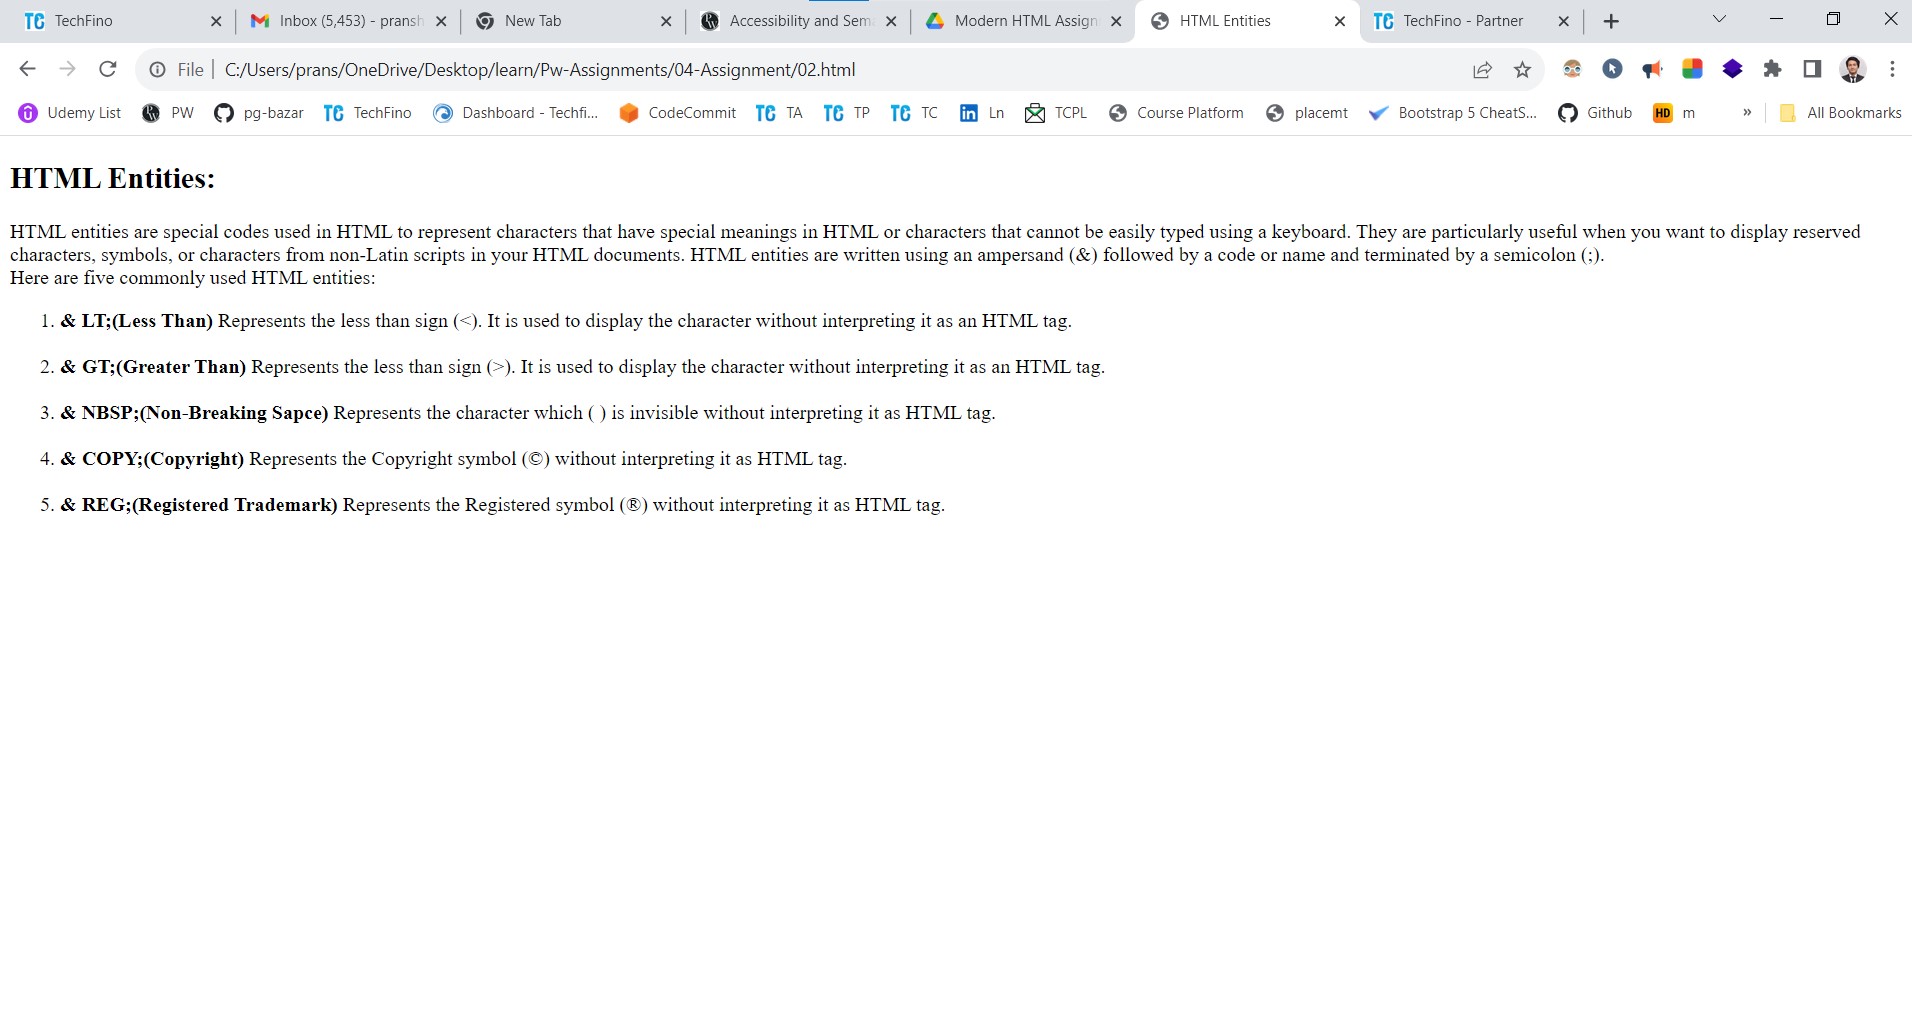 TechFino
Inbox (5,453) - pransh
New Tab
Accessibility and Sem
Modern HTML Assign
HTML Entities
TechFino - Partner
File | C:/Users/prans/OneDrive/Desktop/learn/Pw-Assignments/04-Assignment/02.html
Udemy List PW pg-bazar TC TechFino Dashboard - Techfi... CodeCommit TC TA TC TP TC TC in Ln TCPL Course Platform placemt Bootstrap 5 CheatS... Github HD m » All Bookmarks
HTML Entities:
HTML entities are special codes used in HTML to represent characters that have special meanings in HTML or characters that cannot be easily typed using a keyboard. They are particularly useful when you want to display reserved
characters, symbols, or characters from non-Latin scripts in your HTML documents. HTML entities are written using an ampersand (&) followed by a code or name and terminated by a semicolon (;).
Here are five commonly used HTML entities:
1. & LT;(Less Than) Represents the less than sign (<). It is used to display the character without interpreting it as an HTML tag.
2. & GT;(Greater Than) Represents the less than sign (>). It is used to display the character without interpreting it as an HTML tag.
3. & NBSP;(Non-Breaking Sapce) Represents the character which ( ) is invisible without interpreting it as HTML tag.
4. & COPY;(Copyright) Represents the Copyright symbol (©) without interpreting it as HTML tag.
5. & REG;(Registered Trademark) Represents the Registered symbol (®) without interpreting it as HTML tag.